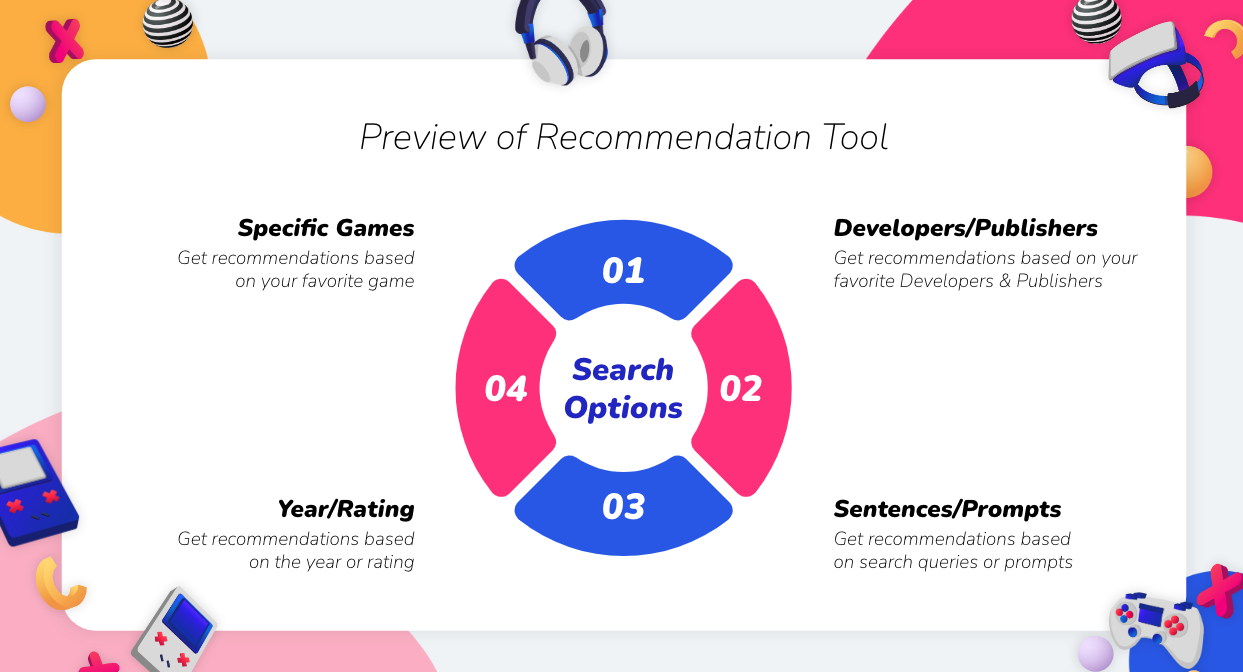 Preview of Recommendation Tool
Specific Games
Get recommendations based
on your favorite game
Developers/Publishers
Get recommendations based on your
favorite Developers & Publishers
01
04
Search
Options
02
03
Year/Rating
Get recommendations based
on the year or rating
Sentences/Prompts
Get recommendations based
on search queries or prompts